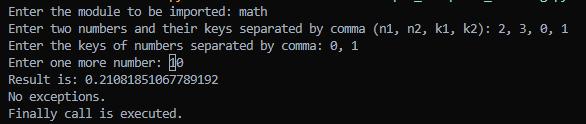 Enter the module to be imported: math
Enter two numbers and their keys separated by comma (n1, n2, k1, k2): 2, 3, 0, 1
Enter the keys of numbers separated by comma: 0, 1
Enter one more number: 10
Result is: 0.21081851067789192
No exceptions.
Finally call is executed.